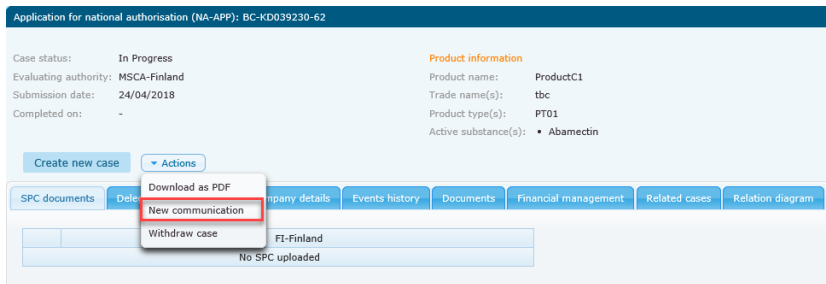 Application for national authorisation (NA-APP): BC-KD039230-62
Case status: In Progress
Evaluating authority: MSCA-Finland
Submission date: 24/04/2018
Completed on: -
Product information
Product name: ProductC1
Trade name(s): tbc
Product type(s): PT01
Active substance(s): • Abamectin
Create new case
Actions
Download as PDF
New communication
Withdraw case
SPC documents
company details
Events history
Documents
Financial management
Related cases
Relation diagram
FI-Finland
No SPC uploaded